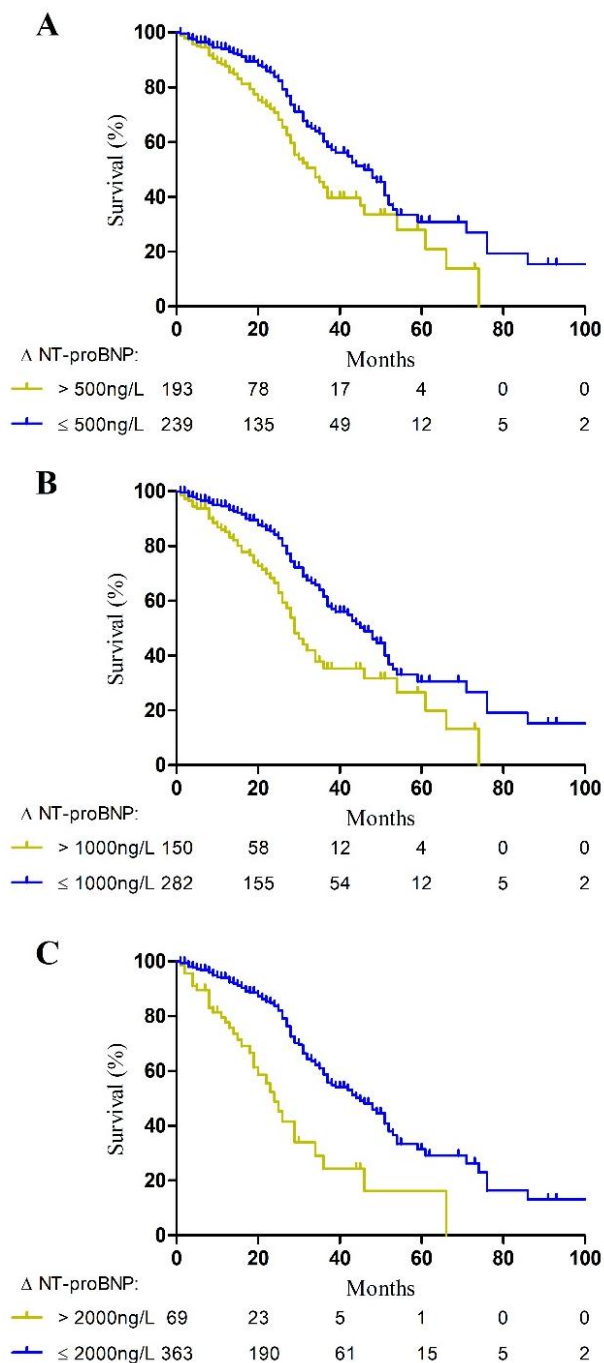 A
100
80
60
40
20
0
Survival (%)
0 20 40 60 80 100
Months
Δ NT-proBNP:
> 500ng/L 193 78 17 4 0 0
≤ 500ng/L 239 135 49 12 5 2
B
100
80
60
40
20
0
Survival (%)
0 20 40 60 80 100
Months
Δ NT-proBNP:
> 1000ng/L 150 58 12 4 0 0
≤ 1000ng/L 282 155 54 12 5 2
C
100
80
60
40
20
0
Survival (%)
0 20 40 60 80 100
Months
Δ NT-proBNP:
> 2000ng/L 69 23 5 1 0 0
≤ 2000ng/L 363 190 61 15 5 2